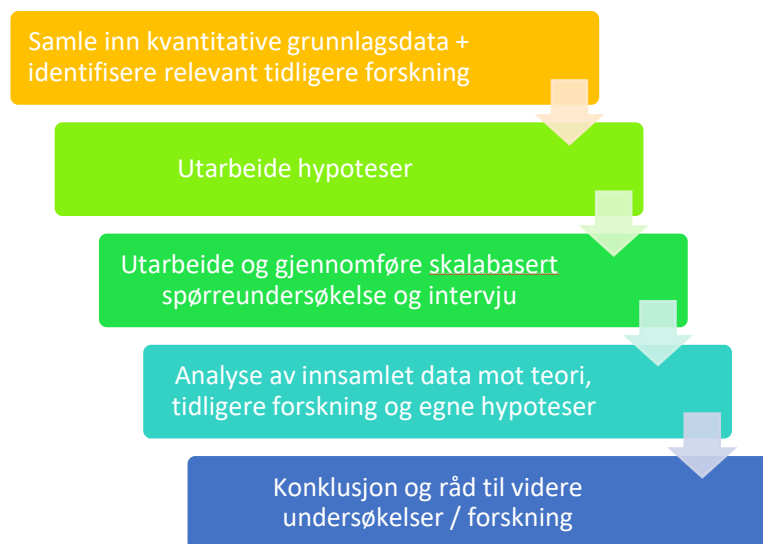 Samle inn kvantitative grunnlagsdata +
identifisere relevant tidligere forskning
Utarbeide hypoteser
Utarbeide og gjennomføre skalabasert
spørreundersøkelse og intervju
Analyse av innsamlet data mot teori,
tidligere forskning og egne hypoteser
Konklusjon og råd til videre
undersøkelser / forskning